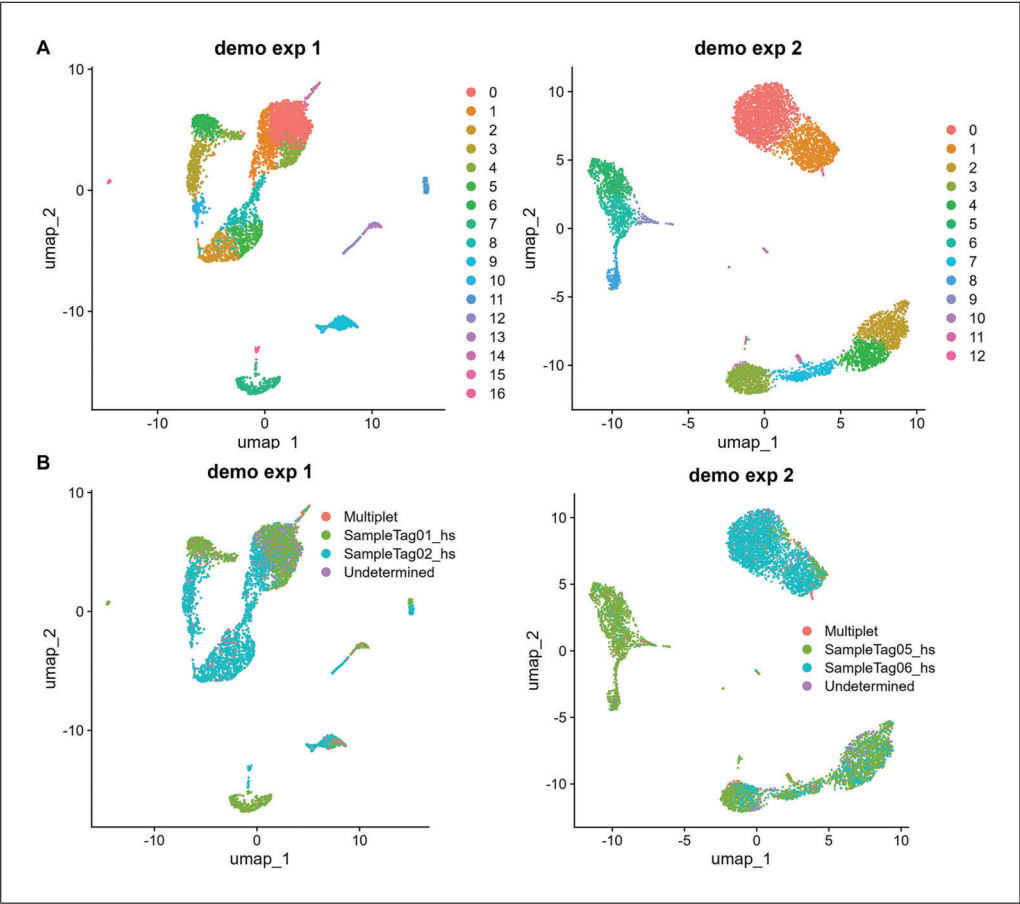 A
demo exp 1
10
0
-10
umap_2
-10
0
10
umap_1
0
1
2
3
4
5
6
7
8
9
10
11
12
13
14
15
16
demo exp 2
10
5
0
-5
-10
umap_2
-10
-5
0
5
10
umap_1
0
1
2
3
4
5
6
7
8
9
10
11
12
B
demo exp 1
10
0
-10
umap_2
-10
0
10
umap_1
Multiplet
SampleTag01_hs
SampleTag02_hs
Undetermined
demo exp 2
10
5
0
-5
-10
umap_2
-10
-5
0
5
10
umap_1
Multiplet
SampleTag05_hs
SampleTag06_hs
Undetermined